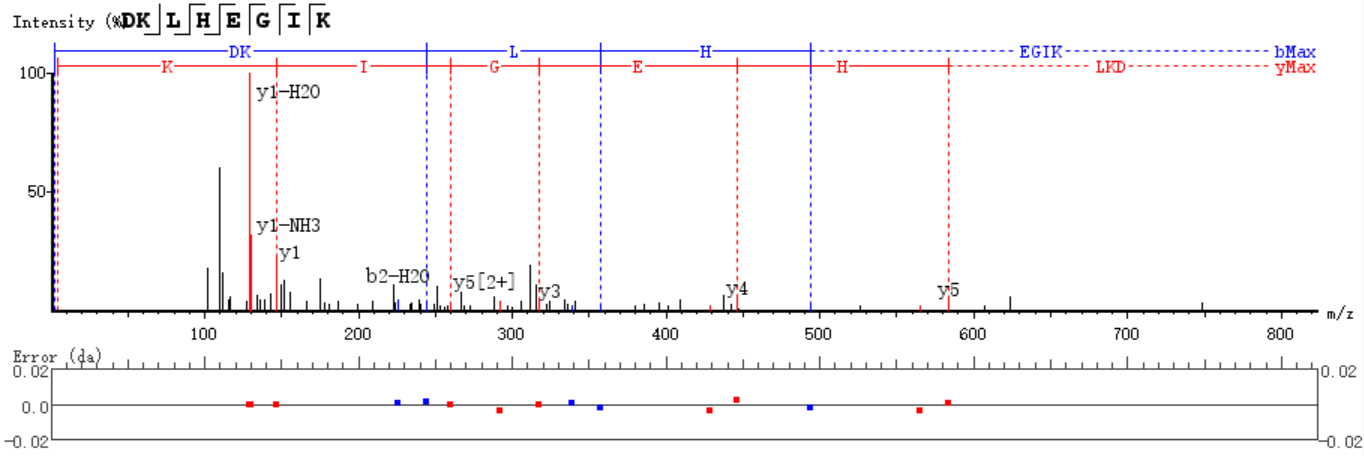 Intensity (%) DK L H E G I K
DK L H EGIK bMax
K I G E H LKD yMax
100
y1-H2O
50
y1-NH3
y1
b2-H2O
y5[2+]
y3
y4
y5
100 200 300 400 500 600 700 800 m/z
Error (da)
0.02 0.02
0.0 0.0
-0.02 -0.02